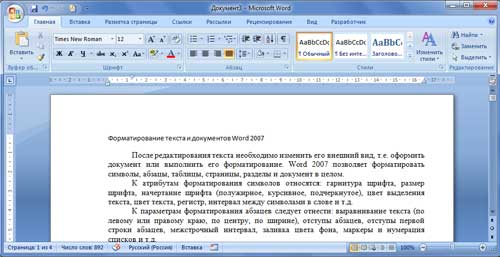 Документ3 - Microsoft Word
Главная Вставка Разметка страницы Ссылки Рассылки Рецензирование Вид Разработчик
Вставить Times New Roman 12 АаBbCcDc АаBbCcDc АаBbCc Изменить стили Найти
¶ Обычный ¶ Без инте... Заголово... Заменить
Выделить
Буфер об... Шрифт Абзац Стили Редактирование
Форматирование текста и документов Word 2007
После редактирования текста необходимо изменить его внешний вид, т.е. оформить
документ или выполнить его форматирование. Word 2007 позволяет форматировать
символы, абзацы, таблицы, страницы, разделы и документ в целом.
К атрибутам форматирования символов относятся: гарнитура шрифта, размер
шрифта, начертание шрифта (полужирное, курсивное, подчеркнутое), цвет выделения
текста, цвет текста, регистр, интервал между символами в слове и т.д.
К параметрам форматирования абзацев следует отнести: выравнивание текста (по
левому или правому краю, по центру, по ширине), отступы абзацев, отступы первой
строки абзацев, межстрочный интервал, заливка цвета фона, маркеры и нумерация
списков и т.д.
Страница: 1 из 4 Число слов: 892 Русский (Россия) 100%